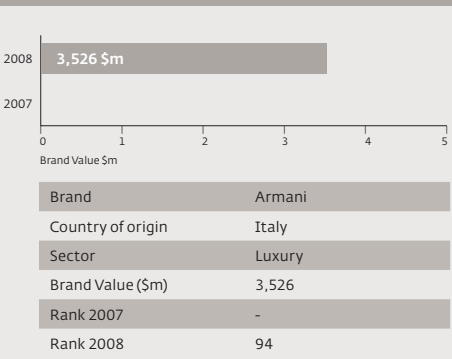 2008 3,526 $m
2007
0 1 2 3 4 5
Brand Value $m
Brand Armani
Country of origin Italy
Sector Luxury
Brand Value ($m) 3,526
Rank 2007 -
Rank 2008 94